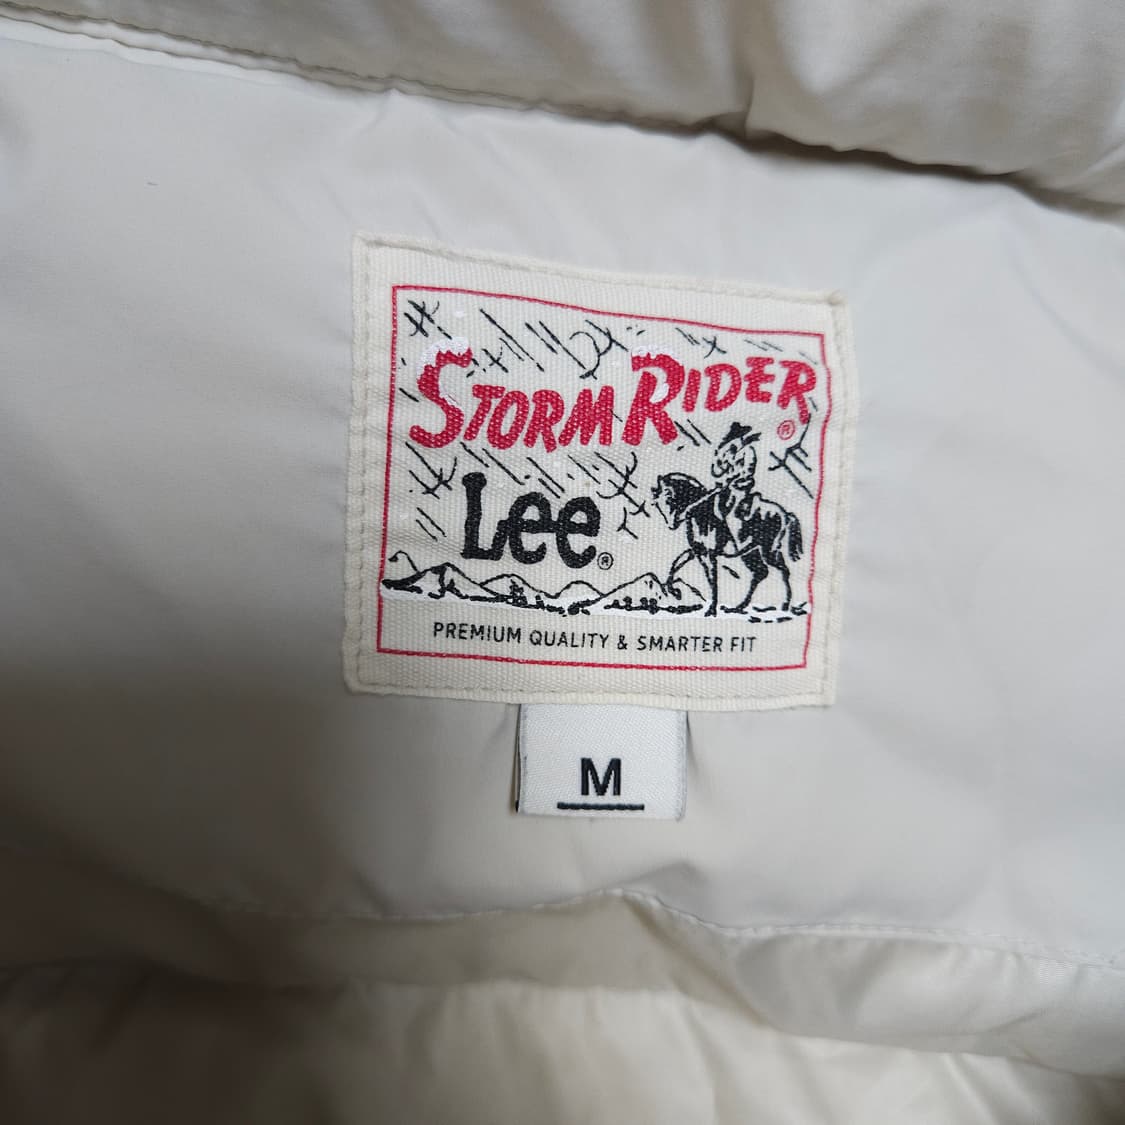 STORM RIDER ®
Lee ®
PREMIUM QUALITY & SMARTER FIT
M